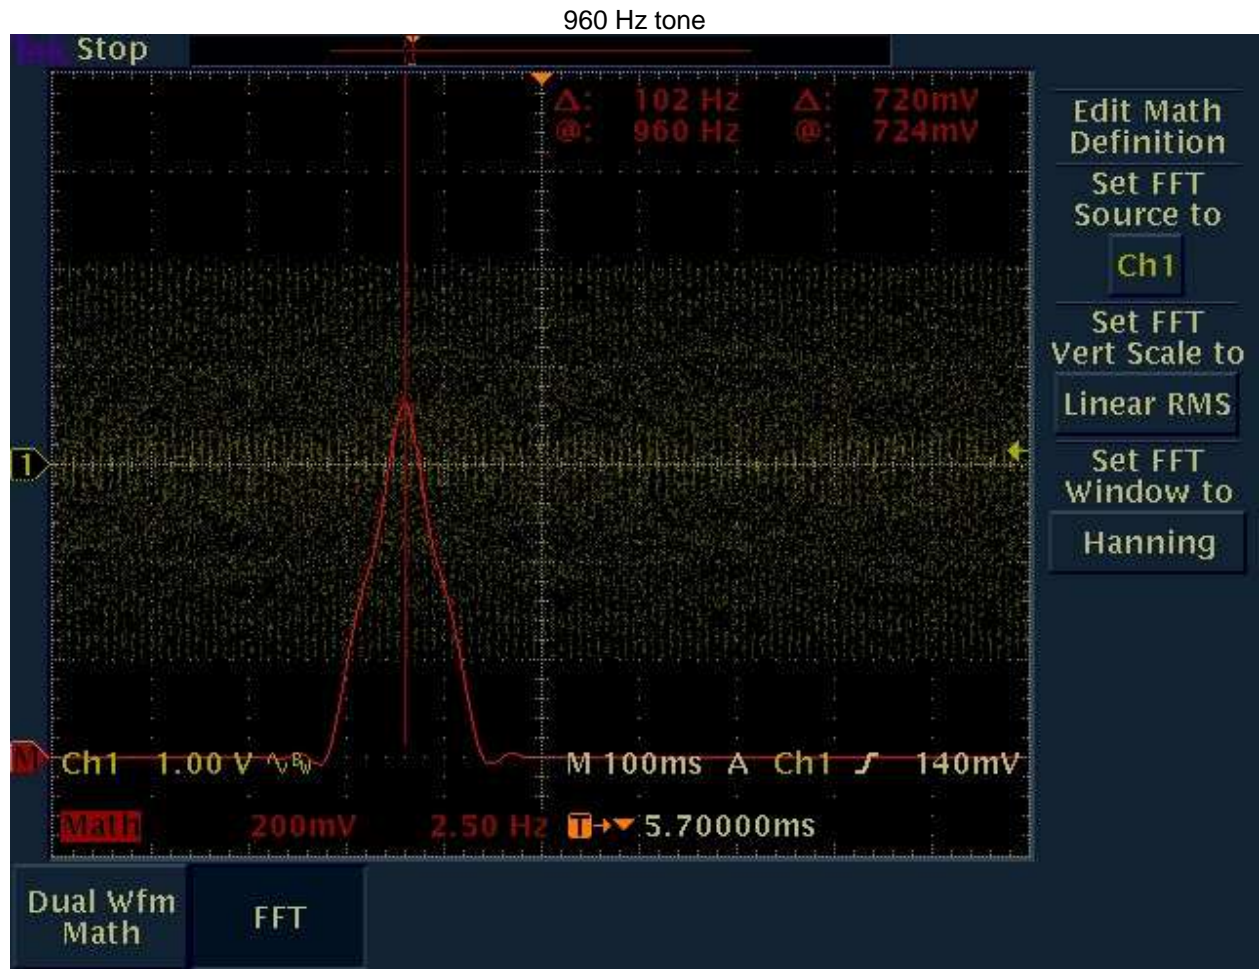 960 Hz tone
Tek Stop
Δ: 102 Hz Δ: 720mV
@: 960 Hz @: 724mV
Edit Math
Definition
Set FFT
Source to
Ch1
Set FFT
Vert Scale to
Linear RMS
Set FFT
Window to
Hanning
1
M
Ch1 1.00 V M 100ms A Ch1 140mV
Math 200mV 2.50 Hz T 5.70000ms
Dual Wfm
Math
FFT